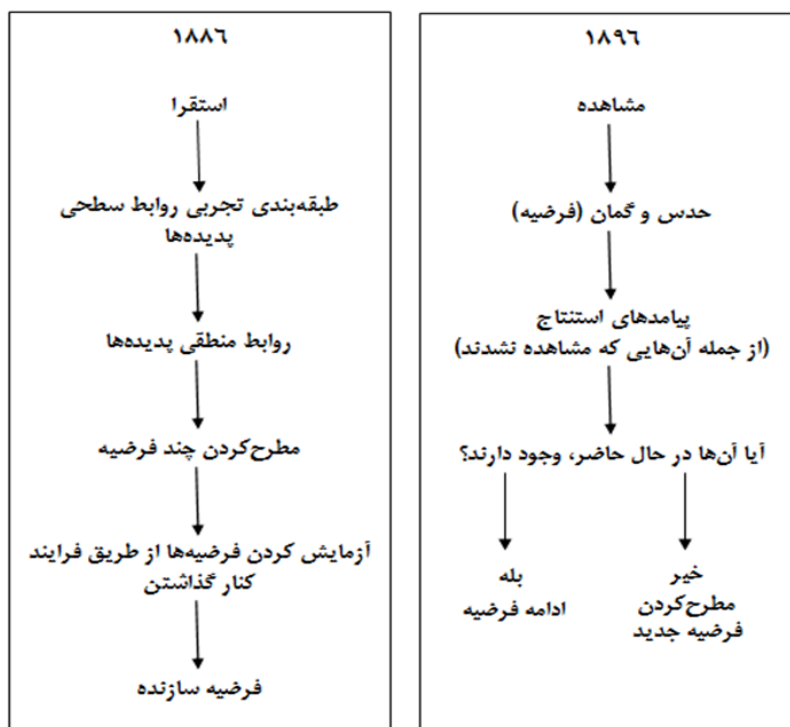 ۱۸۹۶
مشاهده
حدس و گمان (فرضیه)
پیامدهای استنتاج
(از جمله آن‌هایی که مشاهده نشدند)
آیا آن‌ها در حال حاضر، وجود دارند؟
خیر
مطرح‌کردن
فرضیه جدید
بله
ادامه فرضیه
۱۸۸۶
استقرا
طبقه‌بندی تجربی روابط سطحی
پدیده‌ها
روابط منطقی پدیده‌ها
مطرح‌کردن چند فرضیه
آزمایش کردن فرضیه‌ها از طریق فرایند
کنار گذاشتن
فرضیه سازنده